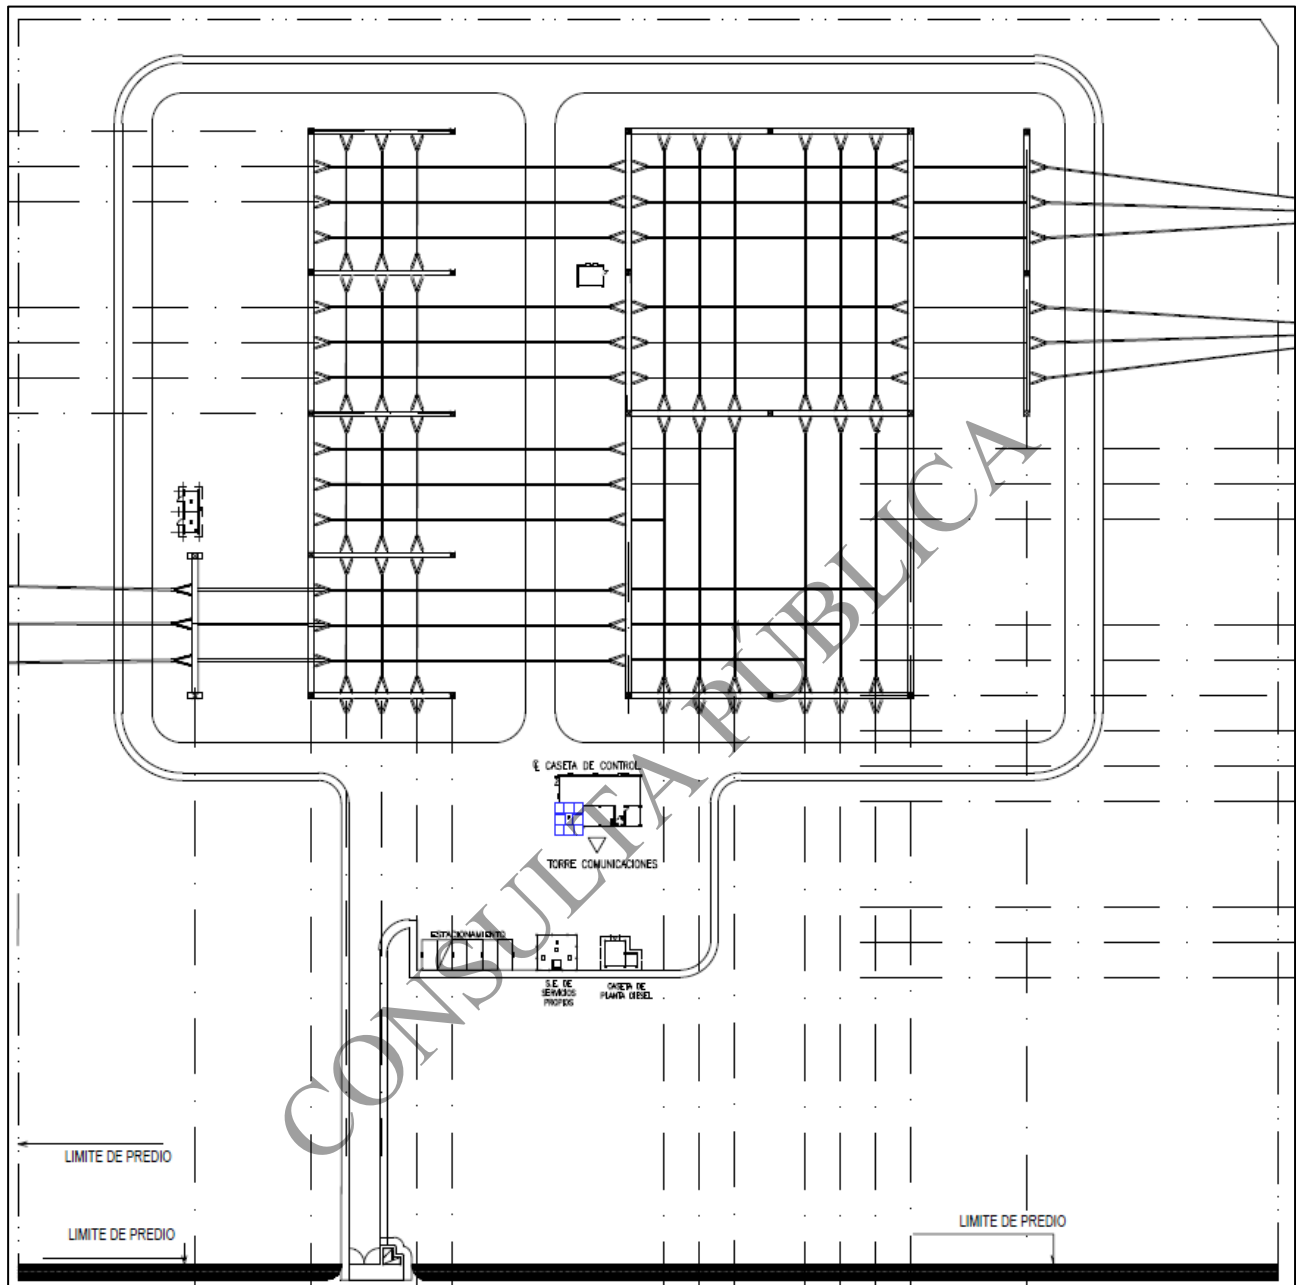 ℄ CASETA DE CONTROL
TORRE COMUNICACIONES
ESTACIONAMIENTO
S.E. DE
SERVICIOS
PROPIOS
CASETA DE
PLANTA DIESEL
CONSULTA PÚBLICA
LIMITE DE PREDIO
LIMITE DE PREDIO
LIMITE DE PREDIO